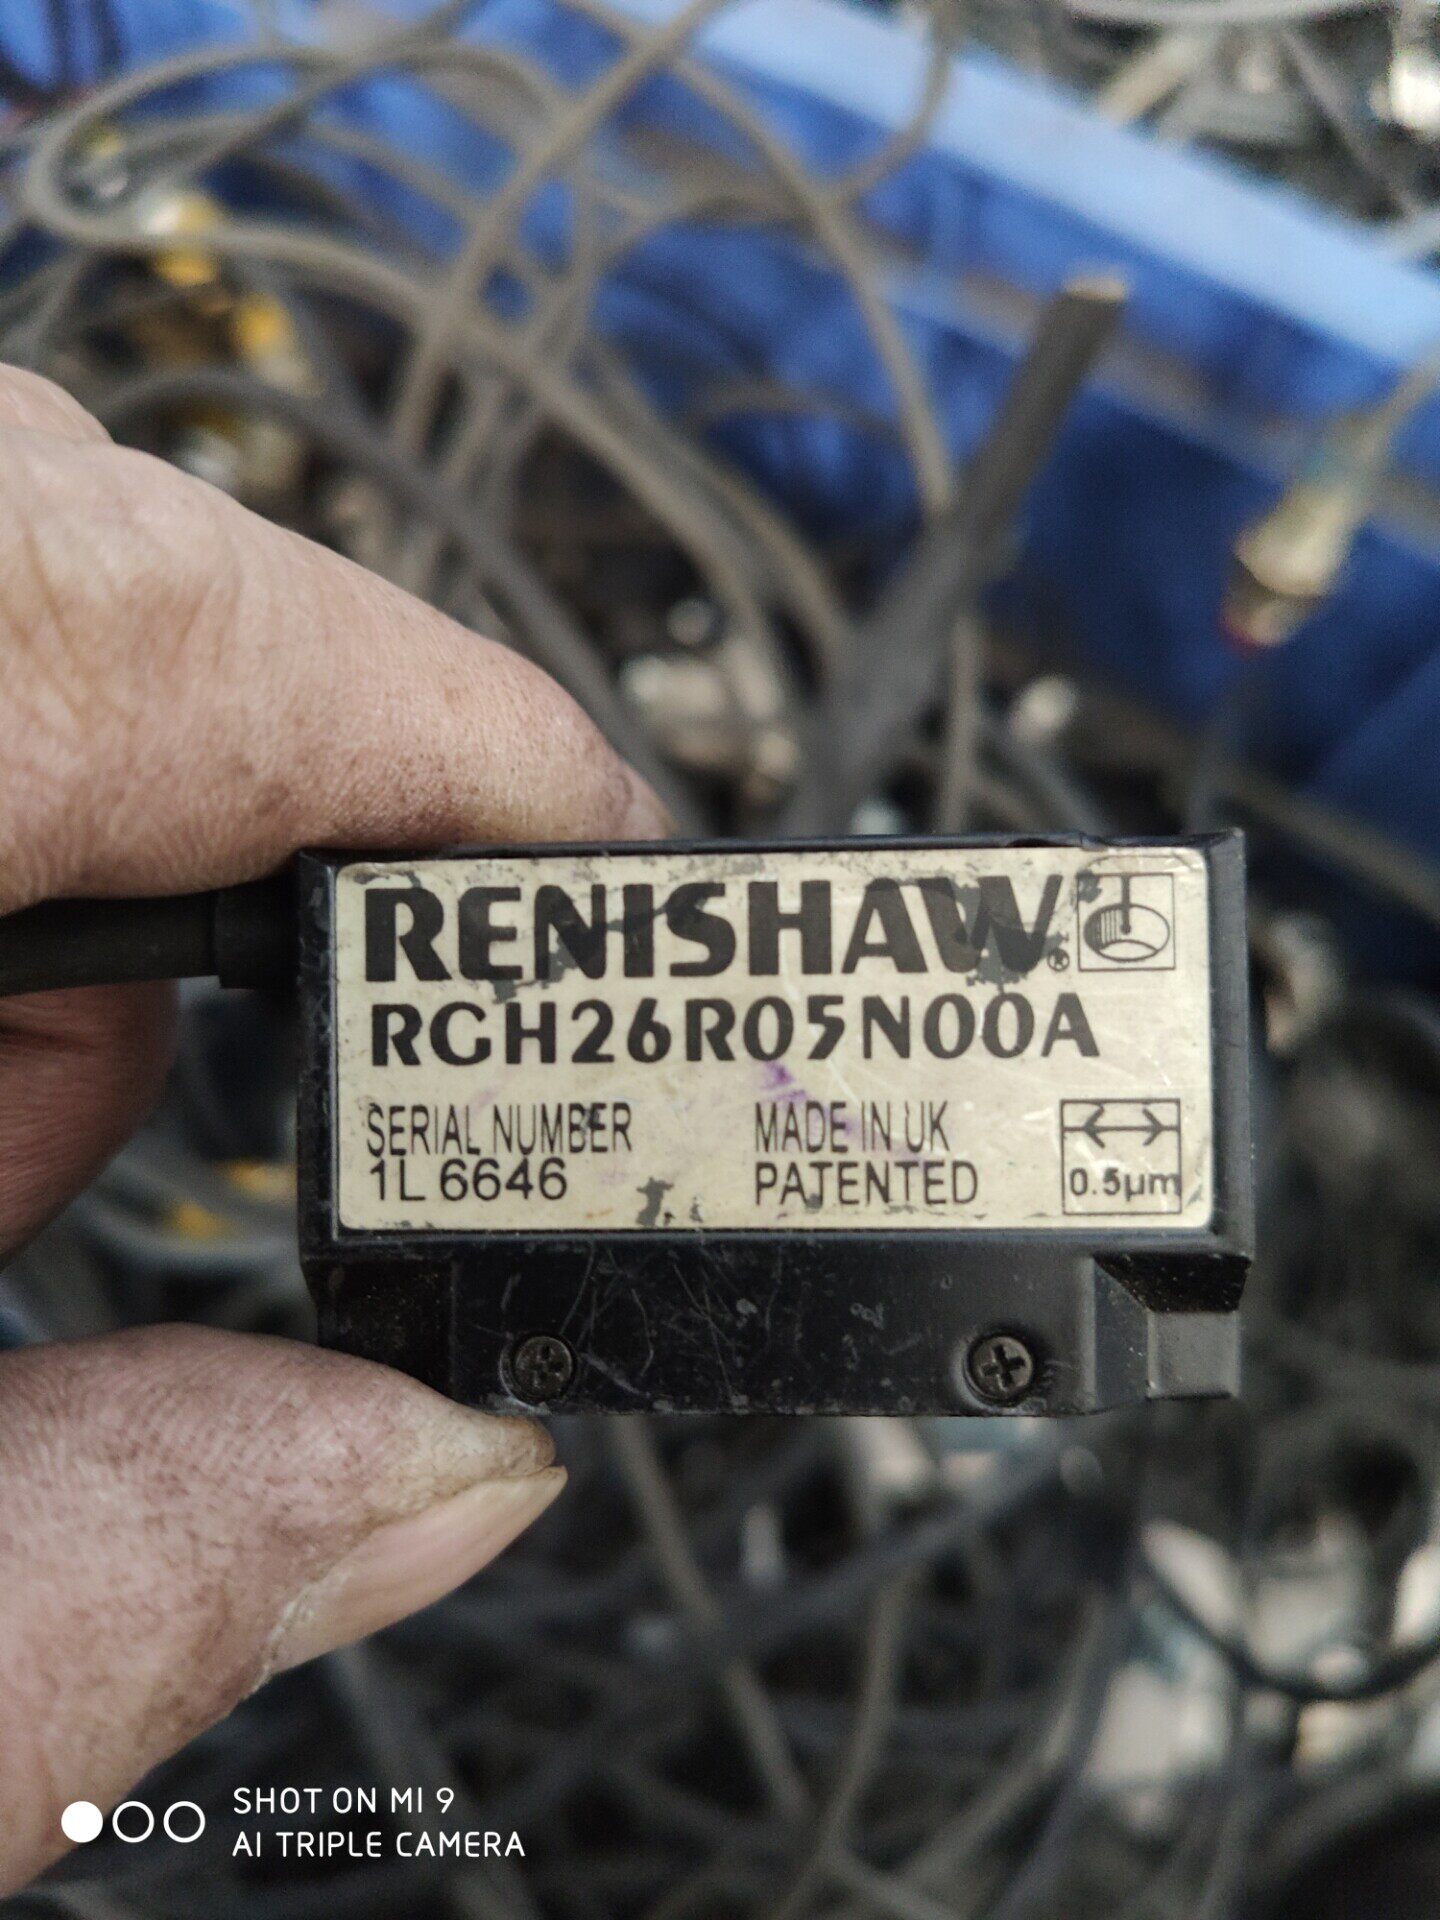 RENISHAW®
RGH26R05N00A
SERIAL NUMBER
1L 6646
MADE IN UK
PATENTED
0.5µm
SHOT ON MI 9
AI TRIPLE CAMERA